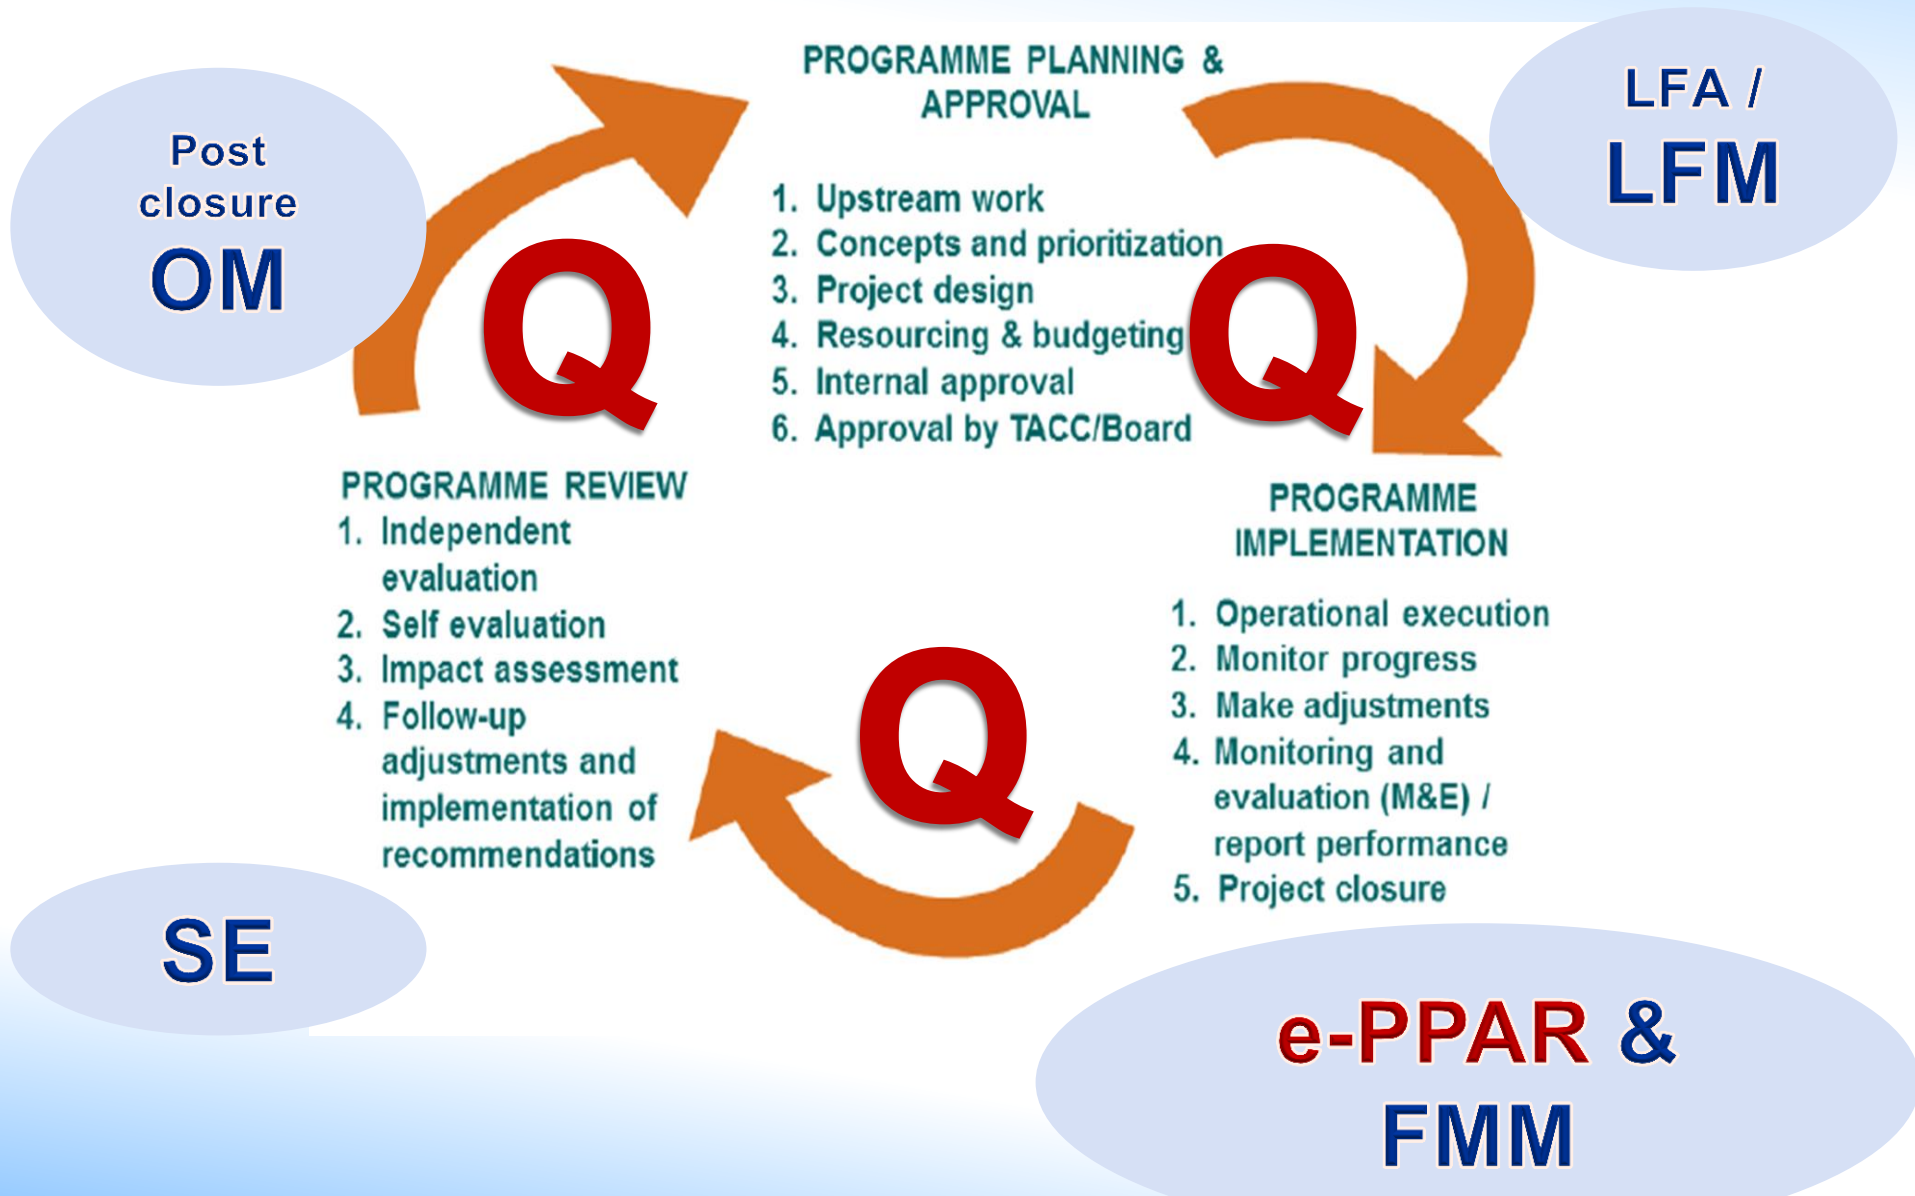 PROGRAMME PLANNING &
APPROVAL
1. Upstream work
2. Concepts and prioritization
3. Project design
4. Resourcing & budgeting
5. Internal approval
6. Approval by TACC/Board
LFA /
LFM
Post
closure
OM
Q
Q
PROGRAMME REVIEW
1. Independent
evaluation
2. Self evaluation
3. Impact assessment
4. Follow-up
adjustments and
implementation of
recommendations
Q
PROGRAMME
IMPLEMENTATION
1. Operational execution
2. Monitor progress
3. Make adjustments
4. Monitoring and
evaluation (M&E) /
report performance
5. Project closure
SE
e-PPAR &
FMM